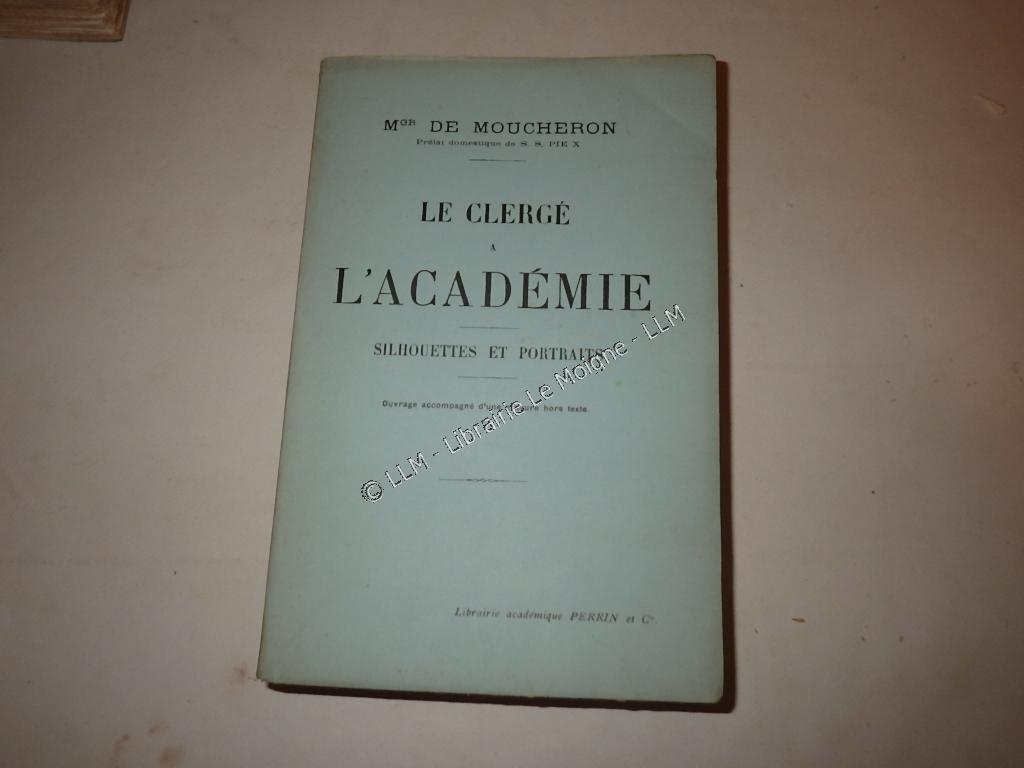 MGR DE MOUCHERON
Prélat domestique de S. S. PIE X
LE CLERGÉ
A
L'ACADÉMIE
SILHOUETTES ET PORTRAITS
Ouvrage accompagné d'une hors texte.
Librairie académique PERRIN et Cie.
© LLM - Librairie Le Moigne - LLM